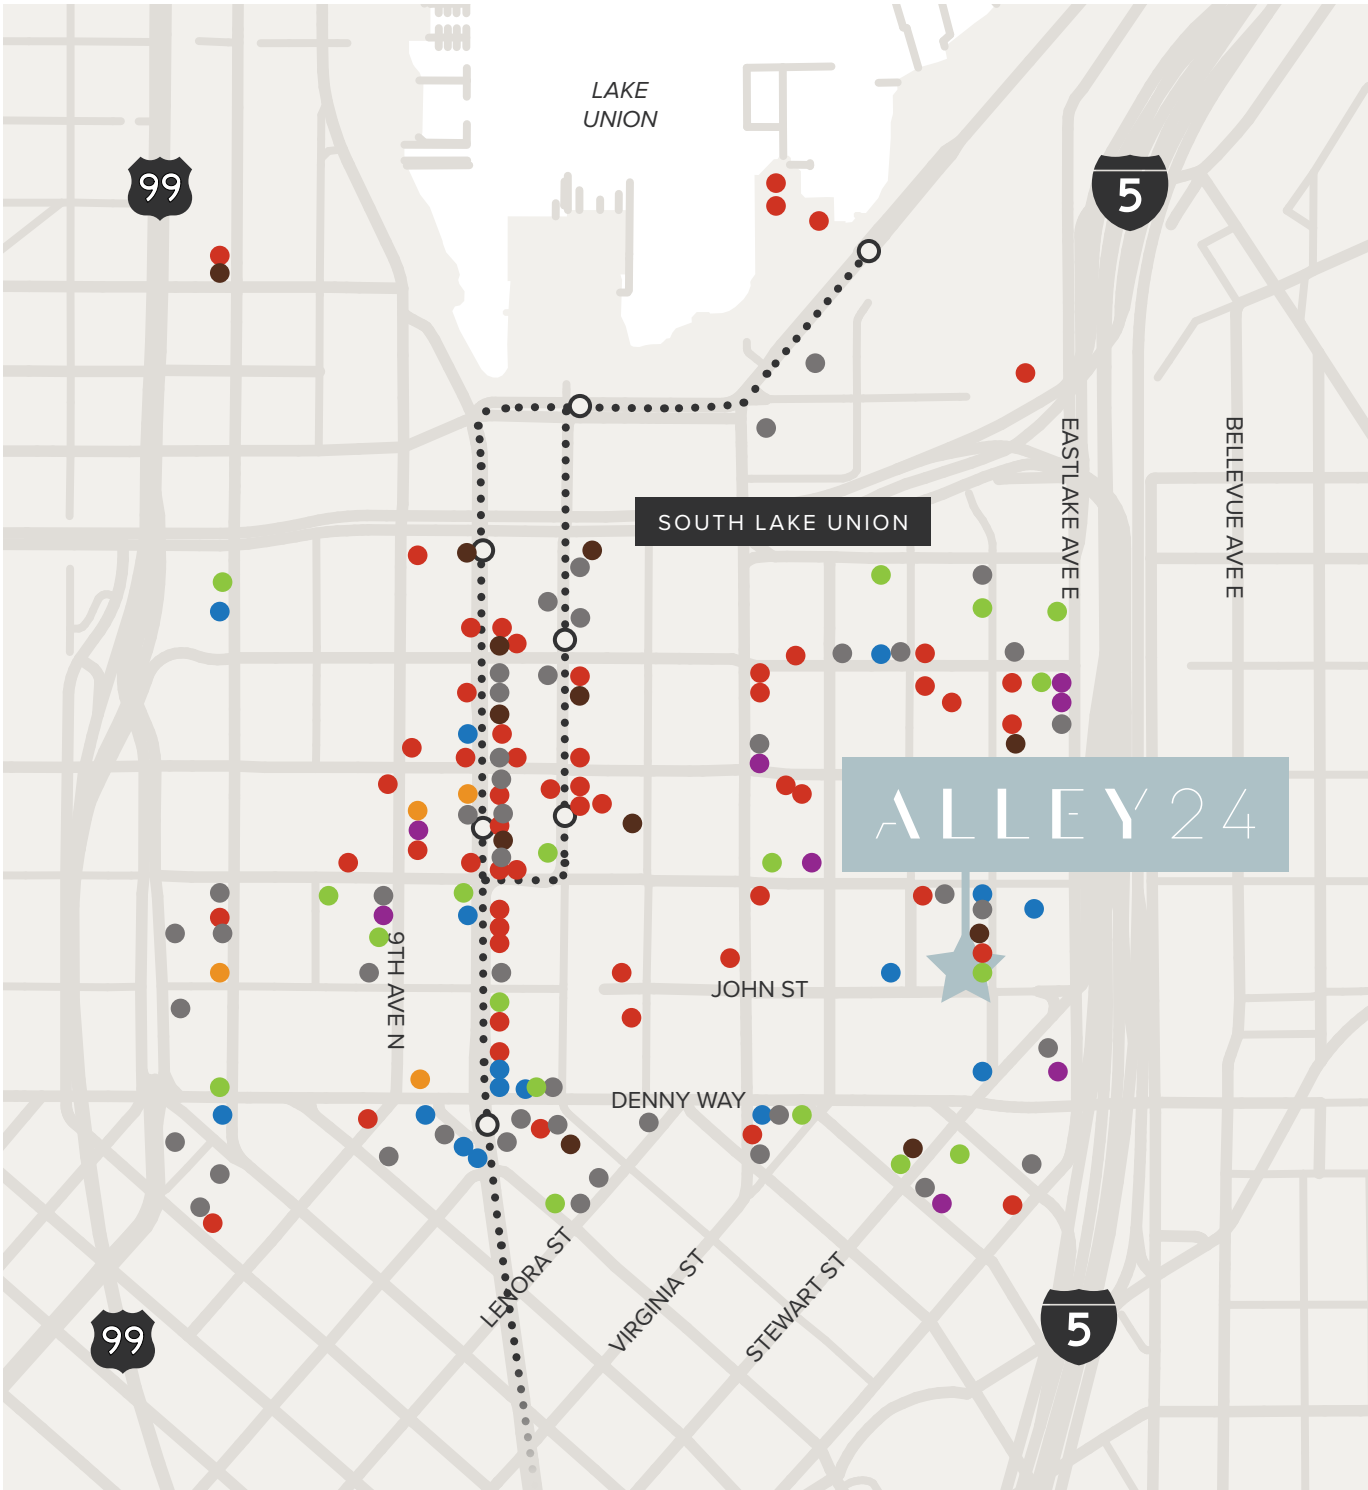 LAKE
UNION
99
5
EASTLAKE AVE E
BELLEVUE AVE E
SOUTH LAKE UNION
ALLEY24
9TH AVE N
JOHN ST
DENNY WAY
LENORA ST
VIRGINIA ST
STEWART ST
99
5